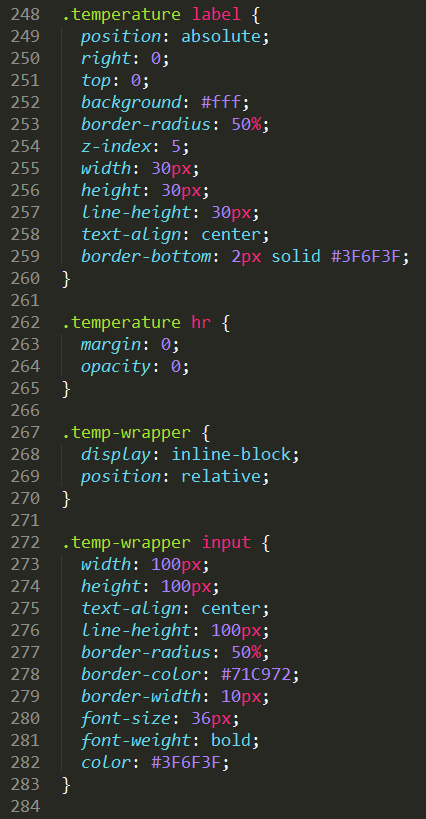 248 .temperature label {
249   position: absolute;
250   right: 0;
251   top: 0;
252   background: #fff;
253   border-radius: 50%;
254   z-index: 5;
255   width: 30px;
256   height: 30px;
257   line-height: 30px;
258   text-align: center;
259   border-bottom: 2px solid #3F6F3F;
260 }
261
262 .temperature hr {
263   margin: 0;
264   opacity: 0;
265 }
266
267 .temp-wrapper {
268   display: inline-block;
269   position: relative;
270 }
271
272 .temp-wrapper input {
273   width: 100px;
274   height: 100px;
275   text-align: center;
276   line-height: 100px;
277   border-radius: 50%;
278   border-color: #71C972;
279   border-width: 10px;
280   font-size: 36px;
281   font-weight: bold;
282   color: #3F6F3F;
283 }
284